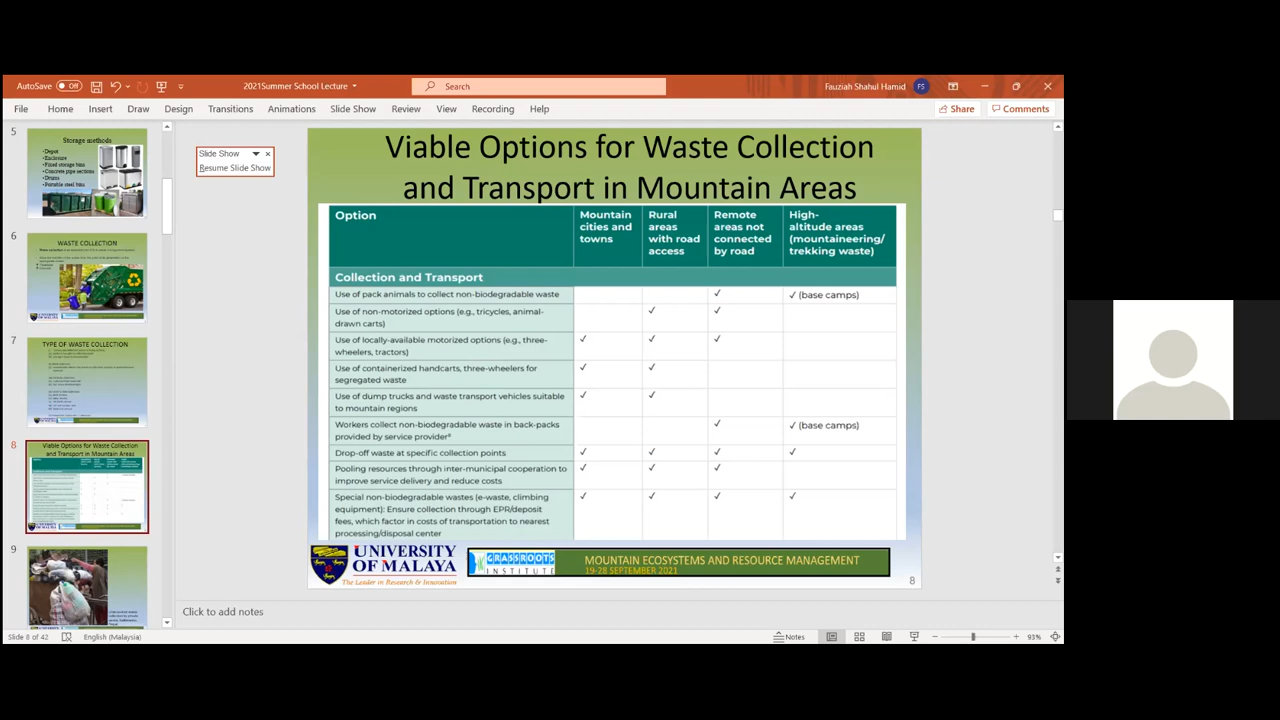 AutoSave Off
2021Summer School Lecture
Search
Fauziah Shahul Hamid FS
File Home Insert Draw Design Transitions Animations Slide Show Review View Recording Help
Share Comments
5
Storage methods
•Depot
•Enclosure
•Fixed storage bins
•Concrete pipe sections
•Drums
•Portable steel bins
6
WASTE COLLECTION
7
TYPE OF WASTE COLLECTION
8
Viable Options for Waste Collection
and Transport in Mountain Areas
9
Slide Show
Resume Slide Show
Viable Options for Waste Collection
and Transport in Mountain Areas
Option
Mountain
cities and
towns
Rural
areas
with road
access
Remote
areas not
connected
by road
High-
altitude areas
(mountaineering/
trekking waste)
Collection and Transport
Use of pack animals to collect non-biodegradable waste ✓ ✓ (base camps)
Use of non-motorized options (e.g., tricycles, animal- ✓ ✓
drawn carts)
Use of locally-available motorized options (e.g., three- ✓ ✓ ✓
wheelers, tractors)
Use of containerized handcarts, three-wheelers for ✓ ✓
segregated waste
Use of dump trucks and waste transport vehicles suitable ✓ ✓
to mountain regions
Workers collect non-biodegradable waste in back-packs ✓ ✓ (base camps)
provided by service provider
Drop-off waste at specific collection points ✓ ✓ ✓ ✓
Pooling resources through inter-municipal cooperation to ✓ ✓ ✓
improve service delivery and reduce costs
Special non-biodegradable wastes (e-waste, climbing ✓ ✓ ✓ ✓
equipment): Ensure collection through EPR/deposit
fees, which factor in costs of transportation to nearest
processing/disposal center
UNIVERSITY
OF MALAYA
The Leader in Research & Innovation
GRASSROOTS
INSTITUTE
MOUNTAIN ECOSYSTEMS AND RESOURCE MANAGEMENT
19-28 SEPTEMBER 2021
8
Click to add notes
Slide 8 of 42 English (Malaysia) Notes 93%